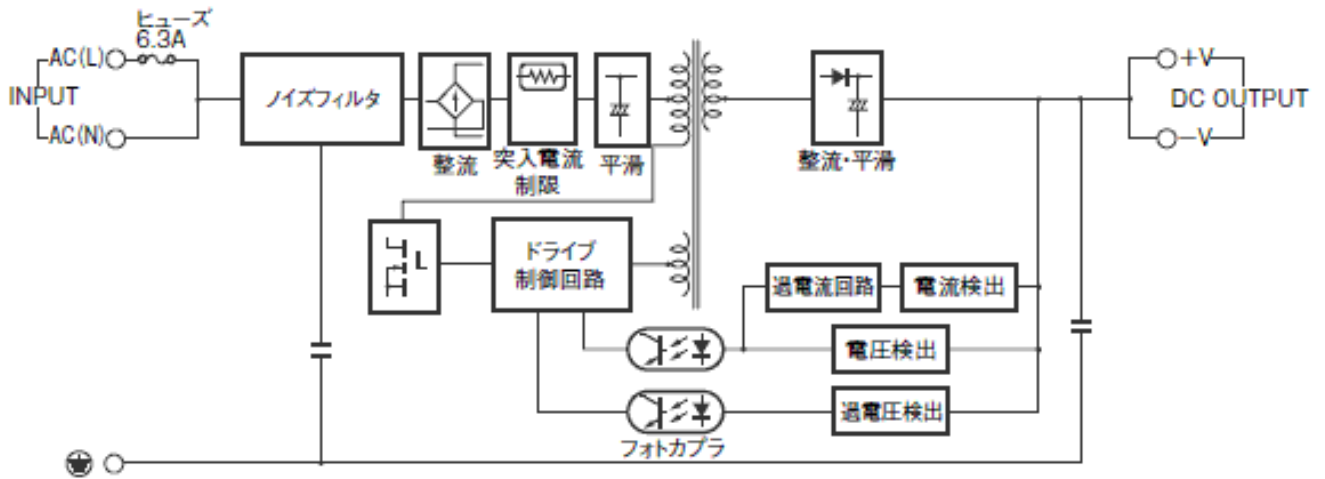 ヒューズ
6.3A
AC(L)
INPUT
AC(N)
ノイズフィルタ
整流
突入電流
制限
平滑
整流・平滑
+V
DC OUTPUT
−V
L
ドライブ
制御回路
過電流回路
電流検出
電圧検出
過電圧検出
フォトカプラ